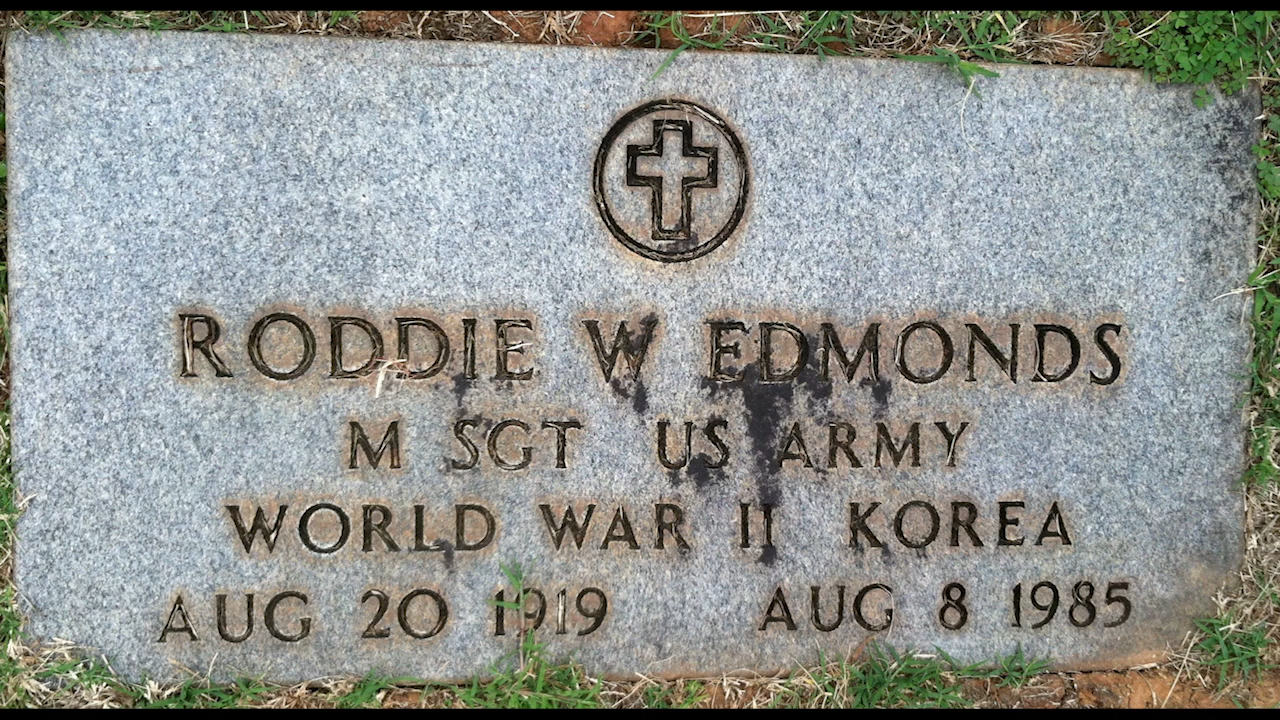 RODDIE W EDMONDS
M SGT US ARMY
WORLD WAR II KOREA
AUG 20 1919 AUG 8 1985